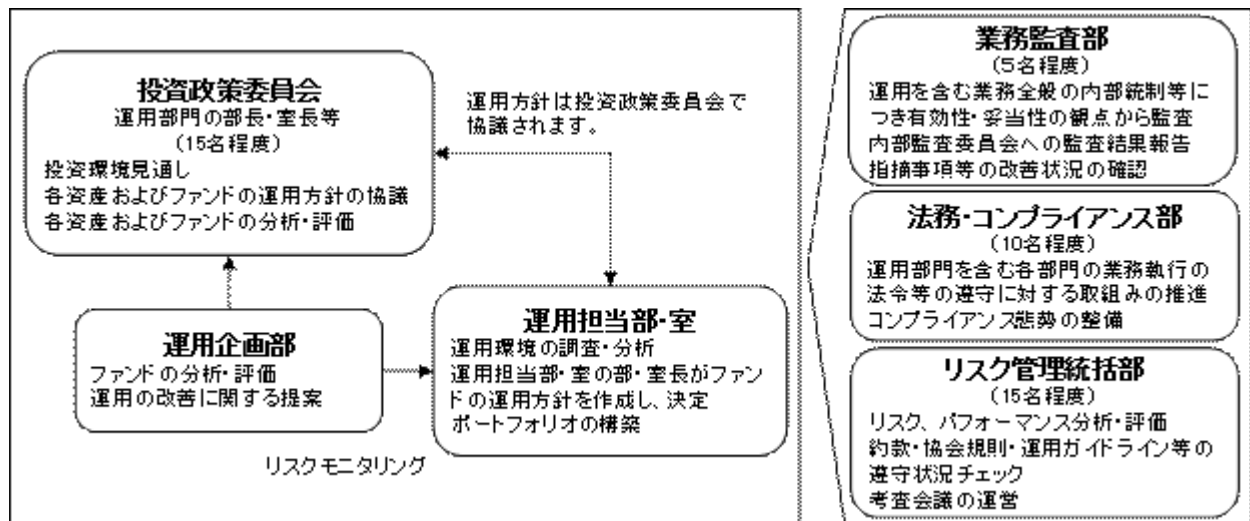 投資政策委員会
運用部門の部長・室長等
(15名程度)
投資環境見通し
各資産およびファンドの運用方針の協議
各資産およびファンドの分析・評価
運用方針は投資政策委員会で
協議されます。
運用企画部
ファンドの分析・評価
運用の改善に関する提案
運用担当部・室
運用環境の調査・分析
運用担当部・室の部・室長がファン
ドの運用方針を作成し、決定
ポートフォリオの構築
リスクモニタリング
業務監査部
(5名程度)
運用を含む業務全般の内部統制等に
つき有効性・妥当性の観点から監査
内部監査委員会への監査結果報告
指摘事項等の改善状況の確認
法務・コンプライアンス部
(10名程度)
運用部門を含む各部門の業務執行の
法令等の遵守に対する取組みの推進
コンプライアンス態勢の整備
リスク管理統括部
(15名程度)
リスク、パフォーマンス分析・評価
約款・協会規則・運用ガイドライン等の
遵守状況チェック
考査会議の運営